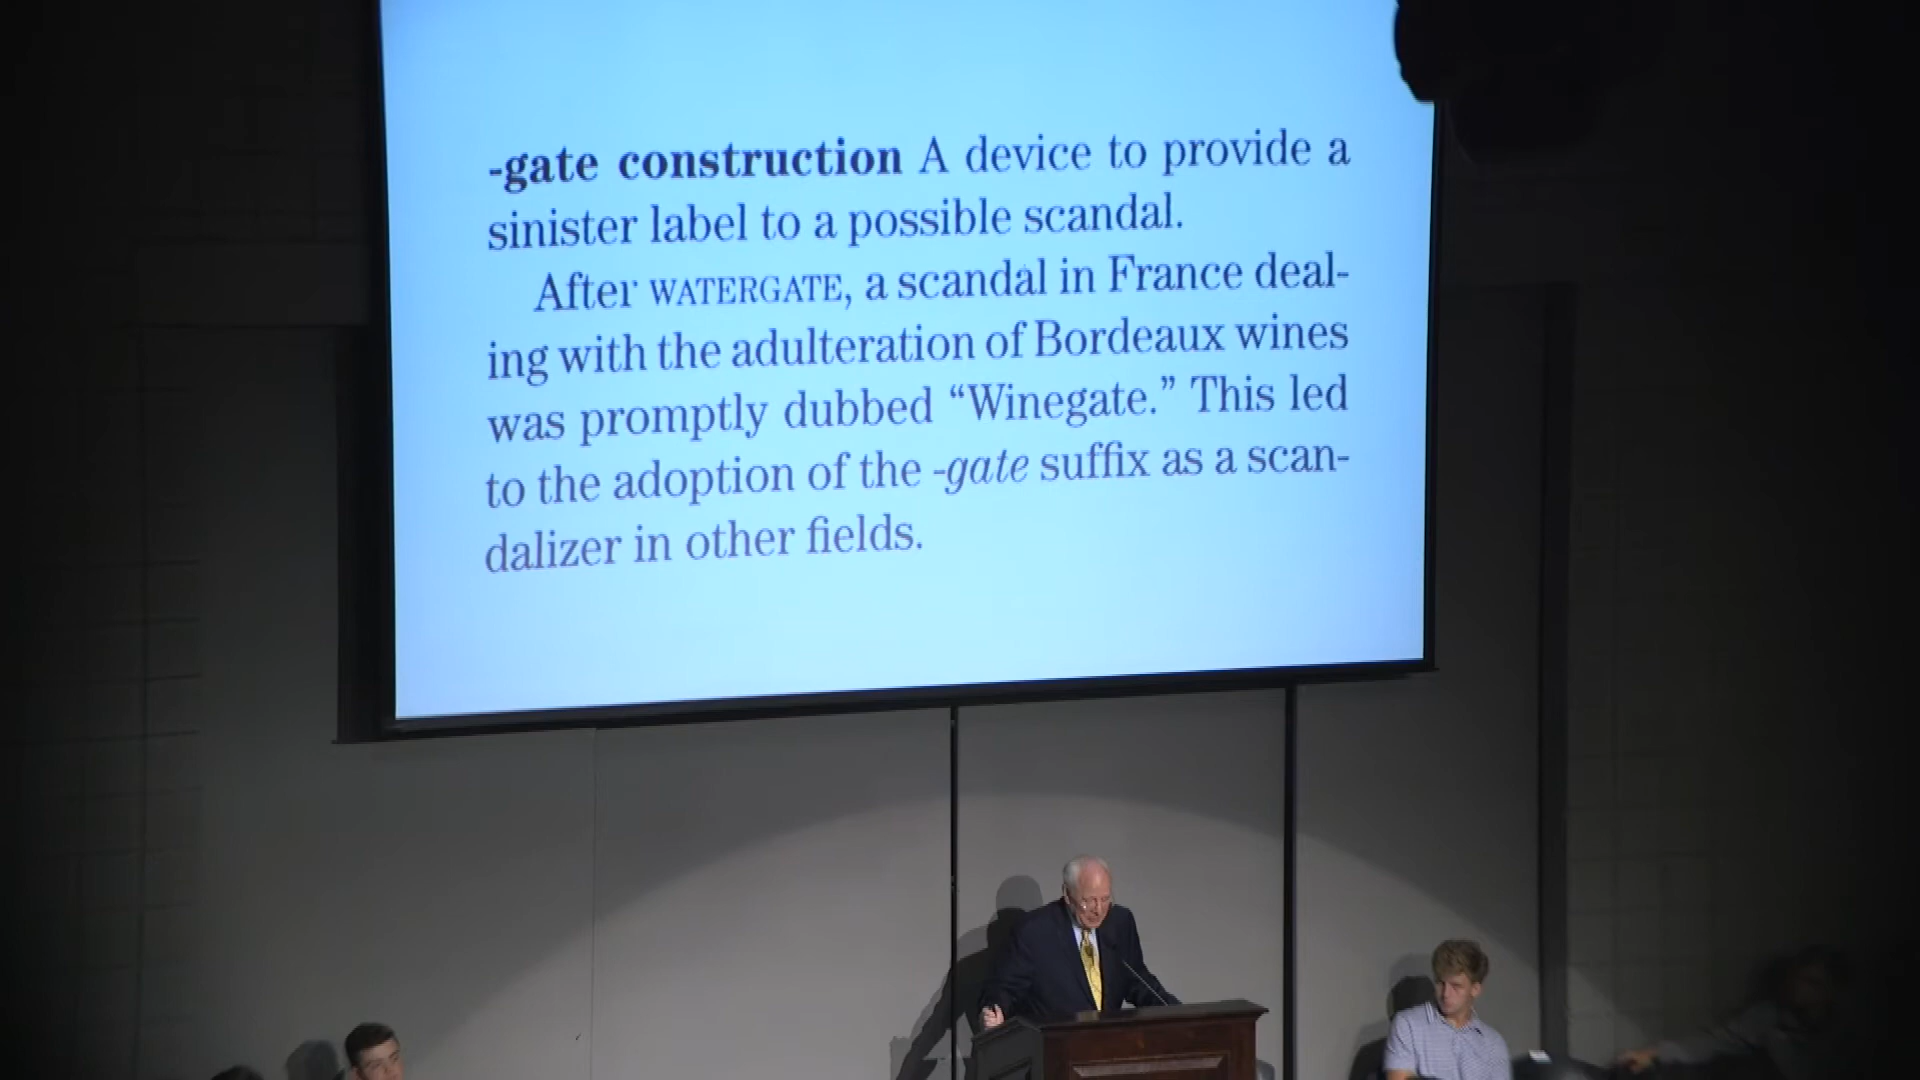 -gate construction A device to provide a
sinister label to a possible scandal.
After WATERGATE, a scandal in France deal-
ing with the adulteration of Bordeaux wines
was promptly dubbed “Winegate.” This led
to the adoption of the -gate suffix as a scan-
dalizer in other fields.